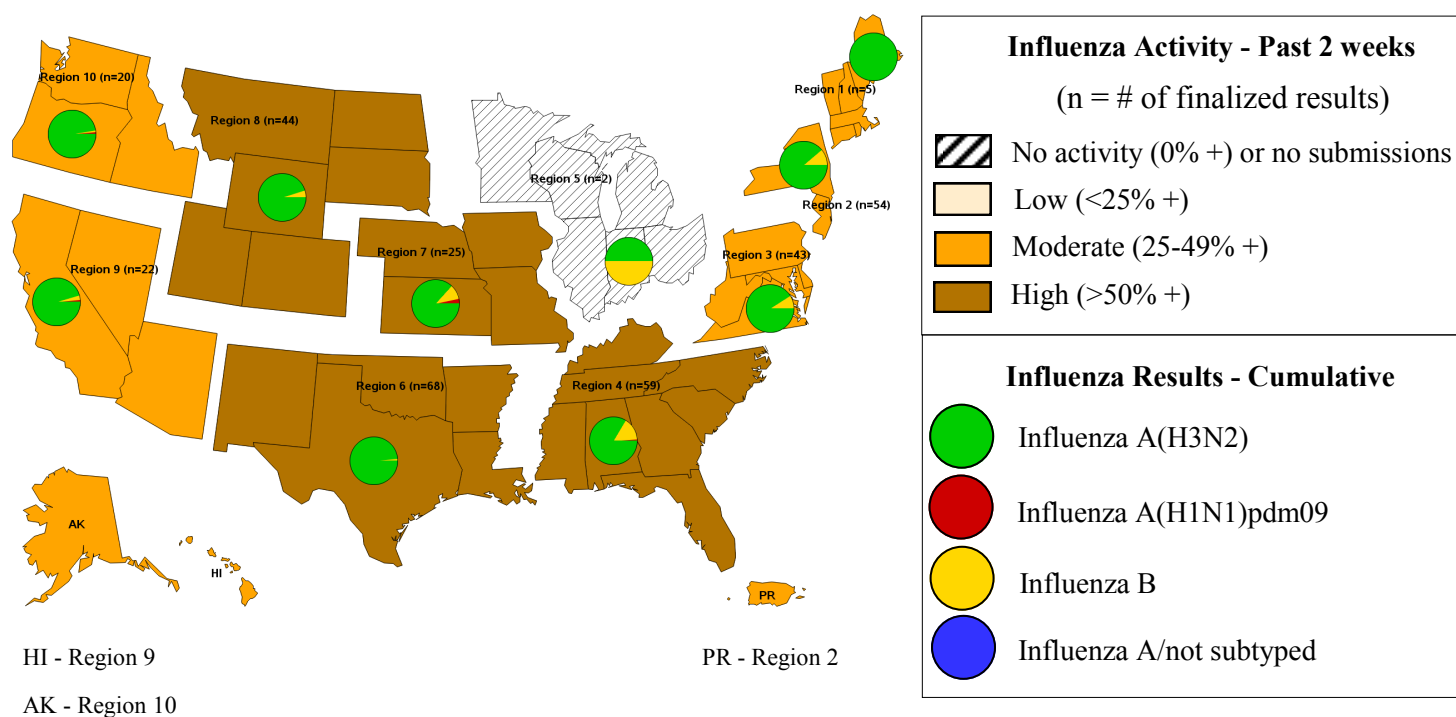 Region 10 (n=20)
Region 8 (n=44)
Region 9 (n=22)
Region 7 (n=25)
Region 6 (n=68)
Region 5 (n=2)
Region 4 (n=59)
Region 1 (n=5)
Region 2 (n=54)
Region 3 (n=43)
AK
HI
PR
HI - Region 9
AK - Region 10
PR - Region 2
Influenza Activity - Past 2 weeks
(n = # of finalized results)
No activity (0% +) or no submissions
Low (<25% +)
Moderate (25-49% +)
High (>50% +)
Influenza Results - Cumulative
Influenza A(H3N2)
Influenza A(H1N1)pdm09
Influenza B
Influenza A/not subtyped